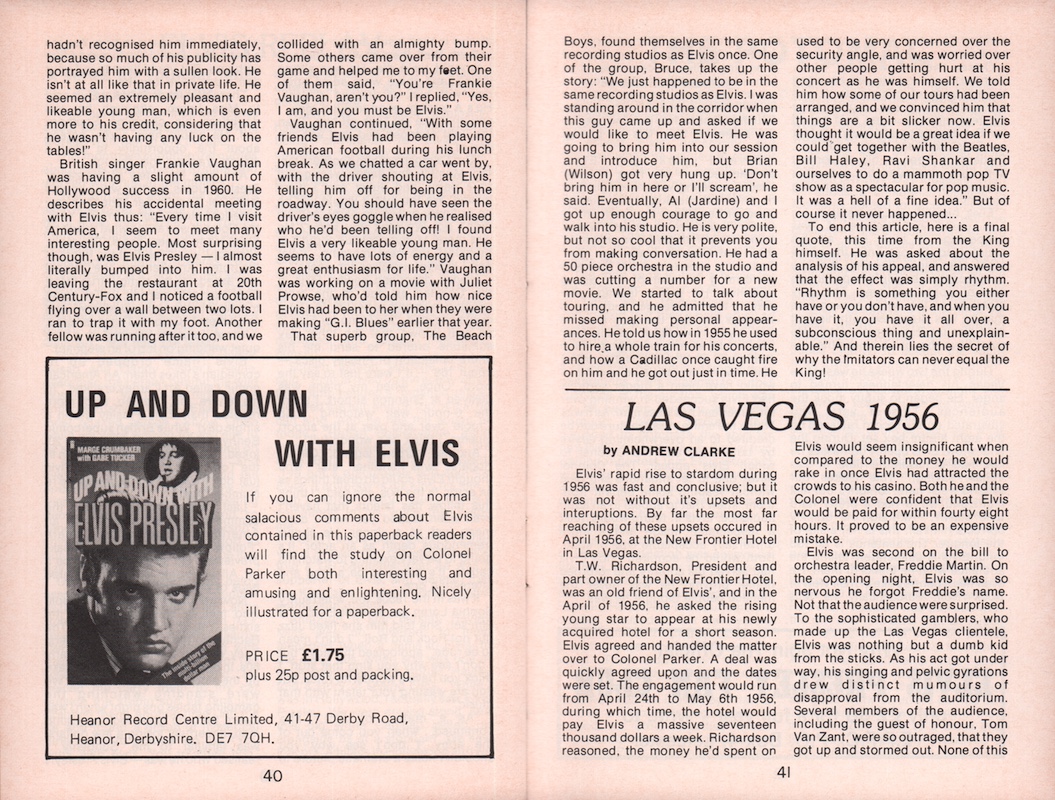 hadn't recognised him immediately,
because so much of his publicity has
portrayed him with a sullen look. He
isn't at all like that in private life. He
seemed an extremely pleasant and
likeable young man, which is even
more to his credit, considering that
he wasn't having any luck on the
tables!"
British singer Frankie Vaughan
was having a slight amount of
Hollywood success in 1960. He
describes his accidental meeting
with Elvis thus: "Every time I visit
America, I seem to meet many
interesting people. Most surprising
though, was Elvis Presley — I almost
literally bumped into him. I was
leaving the restaurant at 20th
Century-Fox and I noticed a football
flying over a wall between two lots. I
ran to trap it with my foot. Another
fellow was running after it too, and we
collided with an almighty bump.
Some others came over from their
game and helped me to my feet. One
of them said, "You're Frankie
Vaughan, aren't you?" I replied, "Yes,
I am, and you must be Elvis."
Vaughan continued, "With some
friends Elvis had been playing
American football during his lunch
break. As we chatted a car went by,
with the driver shouting at Elvis,
telling him off for being in the
roadway. You should have seen the
driver's eyes goggle when he realised
who he'd been telling off! I found
Elvis a very likeable young man. He
seems to have lots of energy and a
great enthusiasm for life." Vaughan
was working on a movie with Juliet
Prowse, who'd told him how nice
Elvis had been to her when they were
making "G.I. Blues" earlier that year.
That superb group, The Beach
UP AND DOWN
WITH ELVIS
MARGE CRUMBAKER
with GABE TUCKER
UP AND DOWN WITH
ELVIS PRESLEY
The inside story of the
multi-million
dollar man
If you can ignore the normal
salacious comments about Elvis
contained in this paperback readers
will find the study on Colonel
Parker both interesting and
amusing and enlightening. Nicely
illustrated for a paperback.
PRICE £1.75
plus 25p post and packing.
Heanor Record Centre Limited, 41-47 Derby Road,
Heanor, Derbyshire. DE7 7QH.
40
Boys, found themselves in the same
recording studios as Elvis once. One
of the group, Bruce, takes up the
story: "We just happened to be in the
same recording studios as Elvis. I was
standing around in the corridor when
this guy came up and asked if we
would like to meet Elvis. He was
going to bring him into our session
and introduce him, but Brian
(Wilson) got very hung up. 'Don't
bring him in here or I'll scream', he
said. Eventually, Al (Jardine) and I
got up enough courage to go and
walk into his studio. He is very polite,
but not so cool that it prevents you
from making conversation. He had a
50 piece orchestra in the studio and
was cutting a number for a new
movie. We started to talk about
touring, and he admitted that he
missed making personal appear-
ances. He told us how in 1955 he used
to hire a whole train for his concerts,
and how a Cadillac once caught fire
on him and he got out just in time. He
used to be very concerned over the
security angle, and was worried over
other people getting hurt at his
concert as he was himself. We told
him how some of our tours had been
arranged, and we convinced him that
things are a bit slicker now. Elvis
thought it would be a great idea if we
could get together with the Beatles,
Bill Haley, Ravi Shankar and
ourselves to do a mammoth pop TV
show as a spectacular for pop music.
It was a hell of a fine idea." But of
course it never happened...
To end this article, here is a final
quote, this time from the King
himself. He was asked about the
analysis of his appeal, and answered
that the effect was simply rhythm.
"Rhythm is something you either
have or you don't have, and when you
have it, you have it all over, a
subconscious thing and unexplain-
able." And therein lies the secret of
why the Imitators can never equal the
King!
LAS VEGAS 1956
by ANDREW CLARKE
Elvis' rapid rise to stardom during
1956 was fast and conclusive; but it
was not without it's upsets and
interuptions. By far the most far
reaching of these upsets occured in
April 1956, at the New Frontier Hotel
in Las Vegas.
T.W. Richardson, President and
part owner of the New Frontier Hotel,
was an old friend of Elvis', and in the
April of 1956, he asked the rising
young star to appear at his newly
acquired hotel for a short season.
Elvis agreed and handed the matter
over to Colonel Parker. A deal was
quickly agreed upon and the dates
were set. The engagement would run
from April 24th to May 6th 1956,
during which time, the hotel would
pay Elvis a massive seventeen
thousand dollars a week. Richardson
reasoned, the money he'd spent on
Elvis would seem insignificant when
compared to the money he would
rake in once Elvis had attracted the
crowds to his casino. Both he and the
Colonel were confident that Elvis
would be paid for within fourty eight
hours. It proved to be an expensive
mistake.
Elvis was second on the bill to
orchestra leader, Freddie Martin. On
the opening night, Elvis was so
nervous he forgot Freddie's name.
Not that the audience were surprised.
To the sophisticated gamblers, who
made up the Las Vegas clientele,
Elvis was nothing but a dumb kid
from the sticks. As his act got under
way, his singing and pelvic gyrations
drew distinct mumours of
disapproval from the auditorium.
Several members of the audience,
including the guest of honour, Tom
Van Zant, were so outraged, that they
got up and stormed out. None of this
41